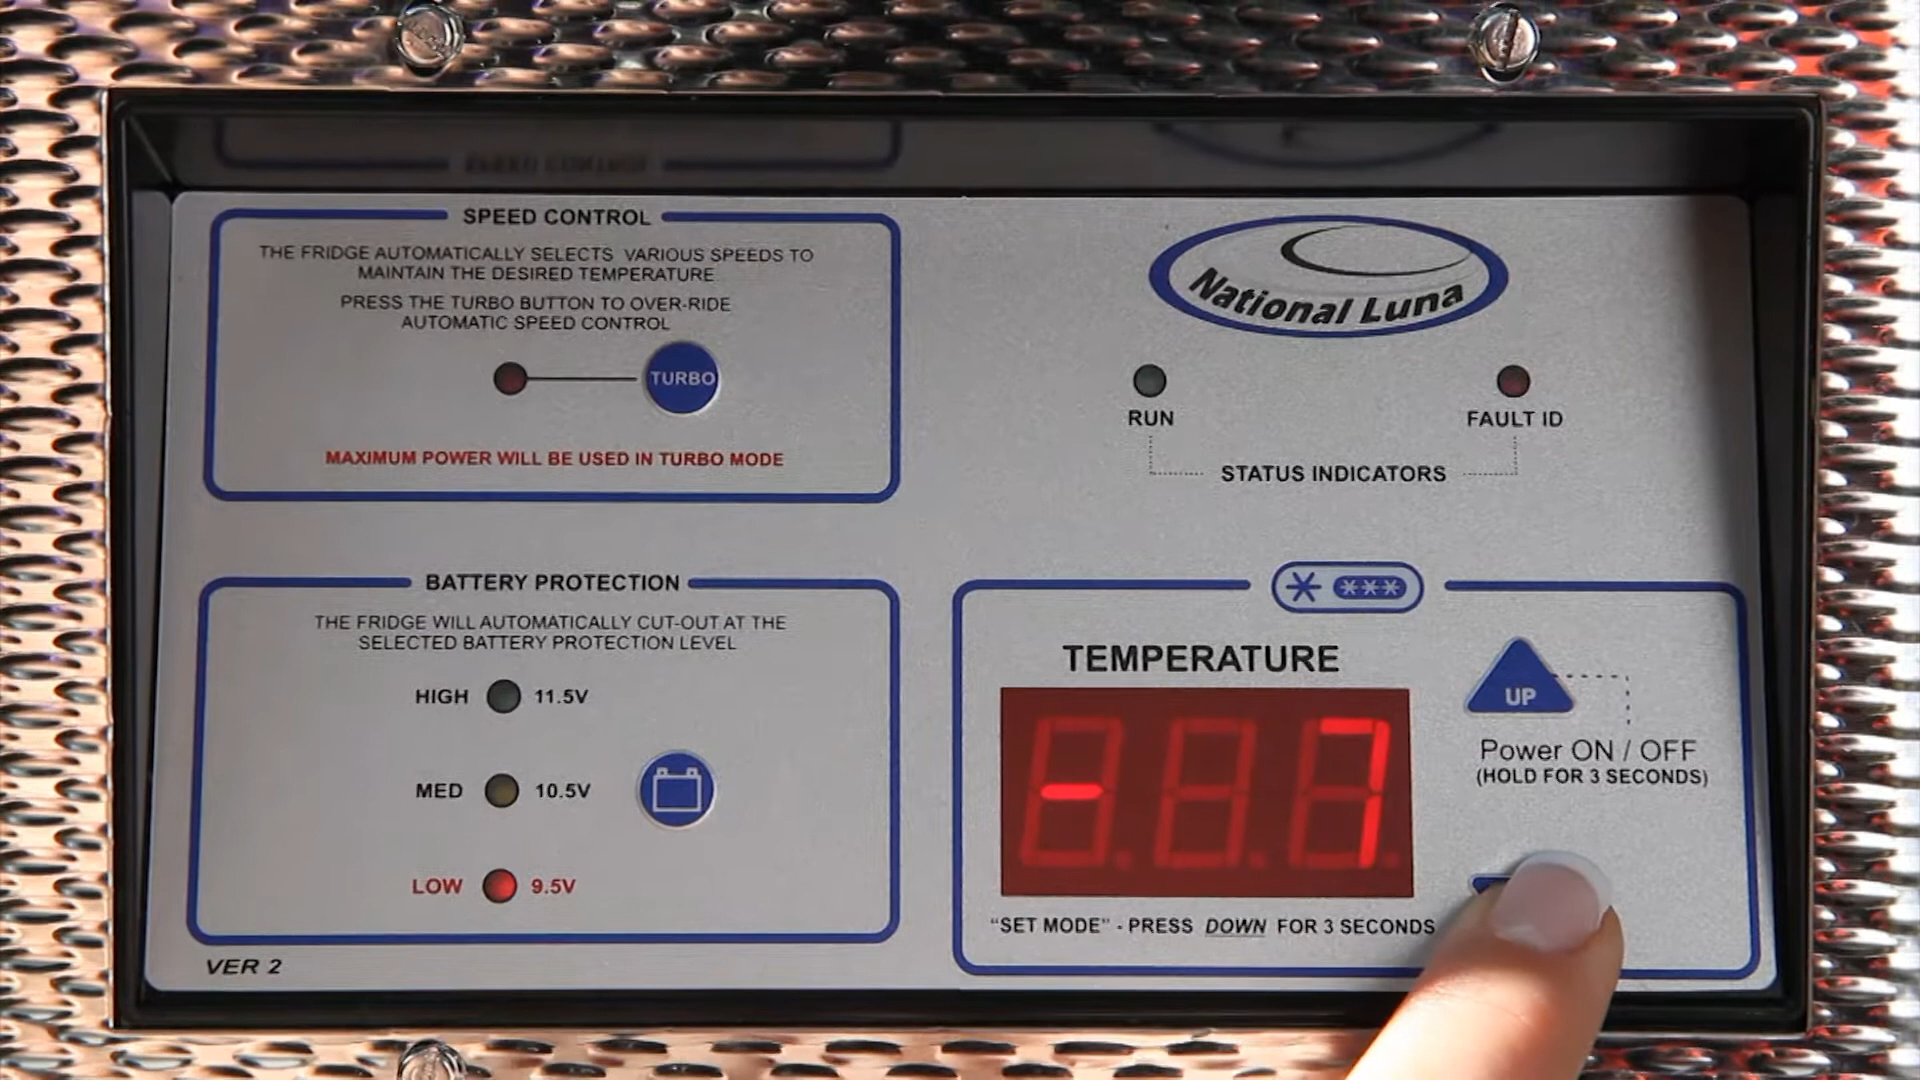 SPEED CONTROL
THE FRIDGE AUTOMATICALLY SELECTS VARIOUS SPEEDS TO
MAINTAIN THE DESIRED TEMPERATURE
PRESS THE TURBO BUTTON TO OVER-RIDE
AUTOMATIC SPEED CONTROL
TURBO
MAXIMUM POWER WILL BE USED IN TURBO MODE
National Luna
RUN
FAULT ID
STATUS INDICATORS
BATTERY PROTECTION
THE FRIDGE WILL AUTOMATICALLY CUT-OUT AT THE
SELECTED BATTERY PROTECTION LEVEL
HIGH 11.5V
MED 10.5V
LOW 9.5V
VER 2
TEMPERATURE
- 7
UP
Power ON / OFF
(HOLD FOR 3 SECONDS)
"SET MODE" - PRESS DOWN FOR 3 SECONDS